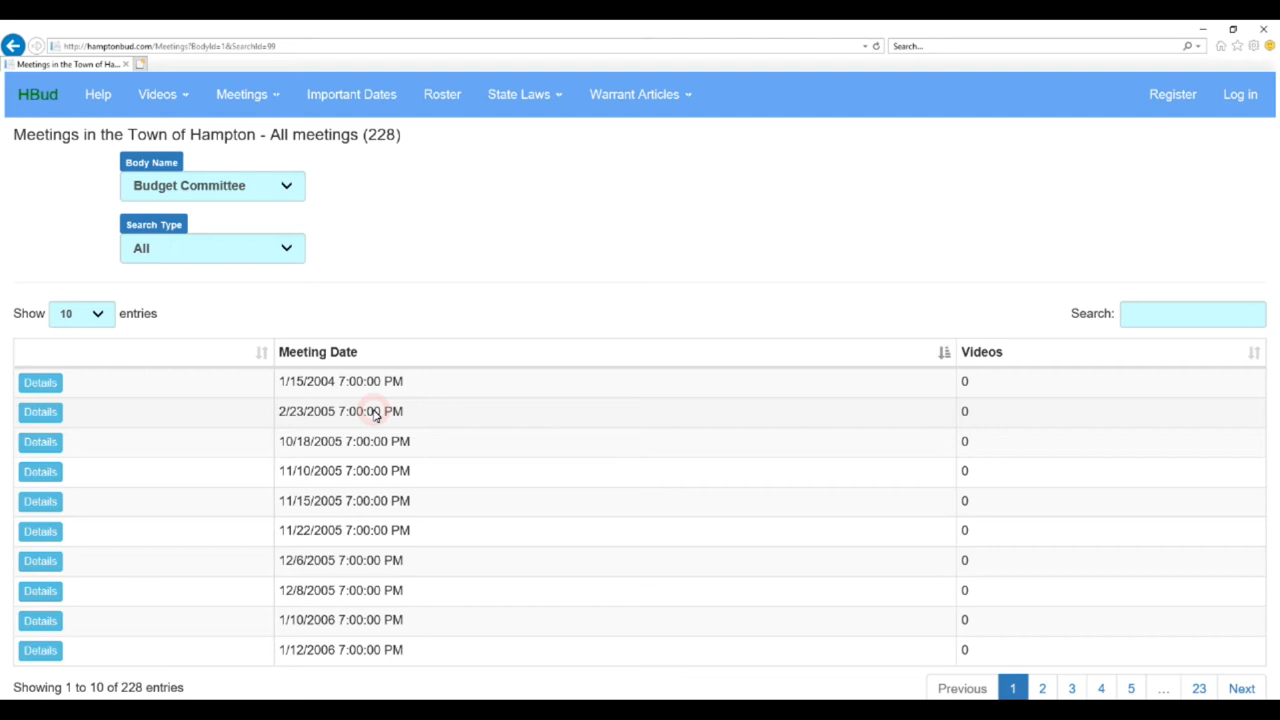 http://hamptonbud.com/Meetings?BodyId=1&SearchId=99
Search...
Meetings in the Town of Ha...
HBud Help Videos Meetings Important Dates Roster State Laws Warrant Articles Register Log in
Meetings in the Town of Hampton - All meetings (228)
Body Name
Budget Committee
Search Type
All
Show 10 entries Search:
Meeting Date Videos
Details 1/15/2004 7:00:00 PM 0
Details 2/23/2005 7:00:00 PM 0
Details 10/18/2005 7:00:00 PM 0
Details 11/10/2005 7:00:00 PM 0
Details 11/15/2005 7:00:00 PM 0
Details 11/22/2005 7:00:00 PM 0
Details 12/6/2005 7:00:00 PM 0
Details 12/8/2005 7:00:00 PM 0
Details 1/10/2006 7:00:00 PM 0
Details 1/12/2006 7:00:00 PM 0
Showing 1 to 10 of 228 entries Previous 1 2 3 4 5 ... 23 Next